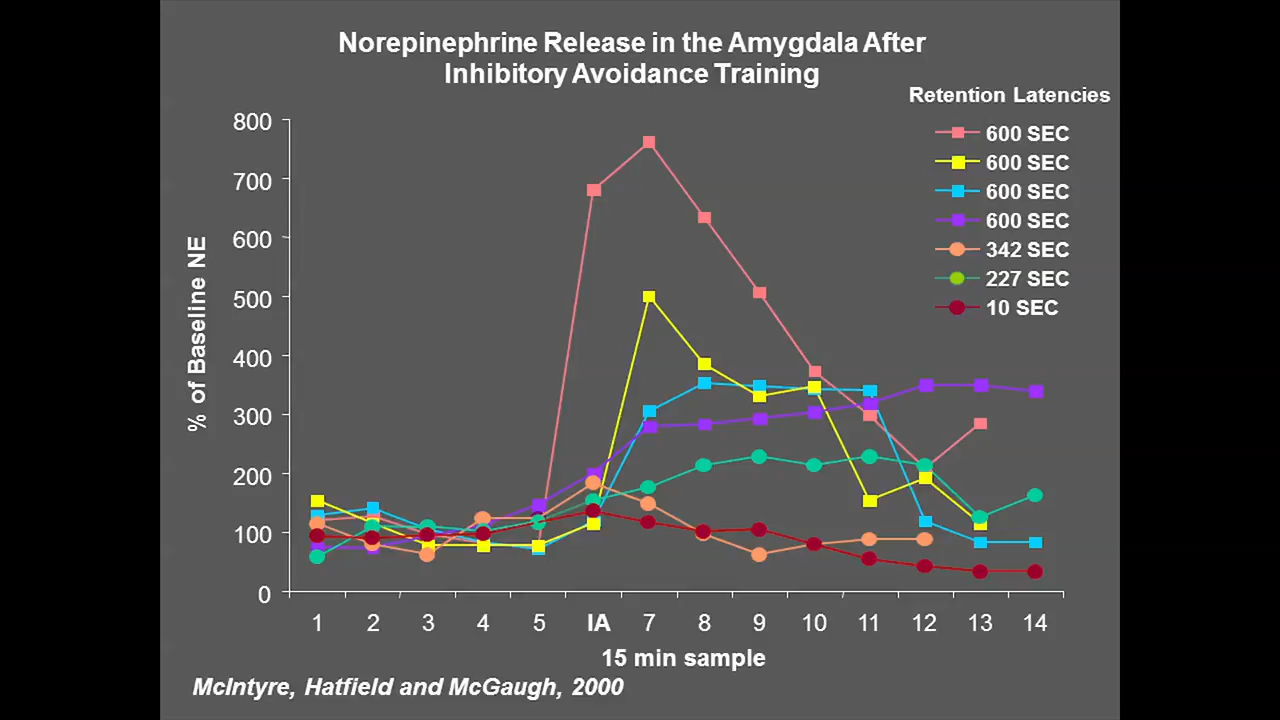 Norepinephrine Release in the Amygdala After
Inhibitory Avoidance Training
Retention Latencies
600 SEC
600 SEC
600 SEC
600 SEC
342 SEC
227 SEC
10 SEC
800
700
600
500
400
300
200
100
0
% of Baseline NE
1 2 3 4 5 IA 7 8 9 10 11 12 13 14
15 min sample
McIntyre, Hatfield and McGaugh, 2000